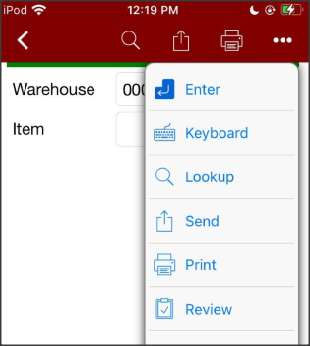 iPod 12:19 PM
Warehouse 000
Enter
Item
Keyboard
Lookup
Send
Print
Review